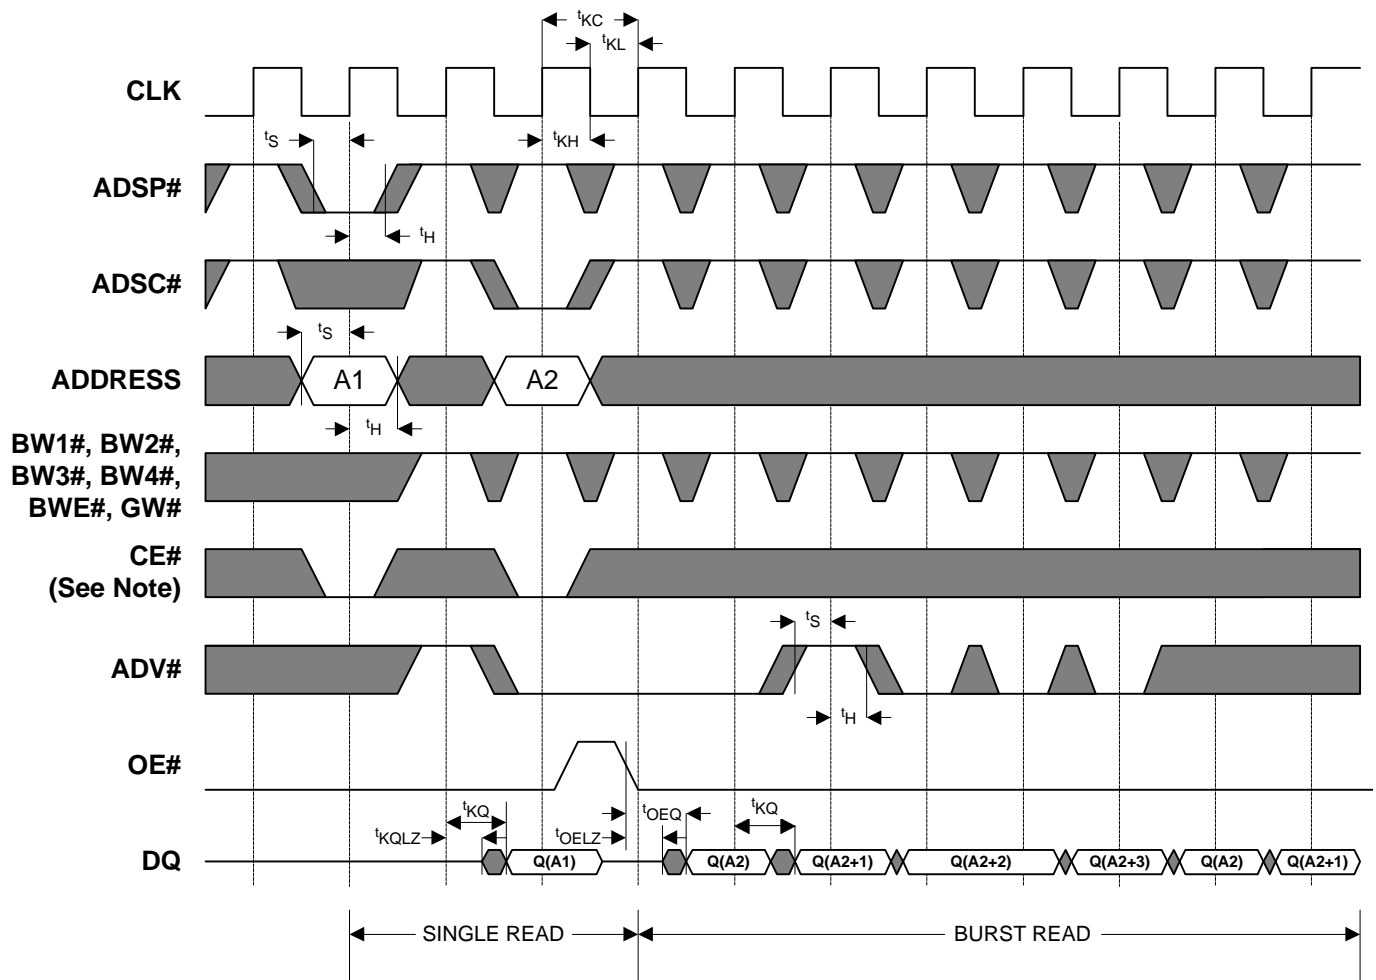 tKC
tKL
CLK
tS
tKH
ADSP#
tH
ADSC#
tS
ADDRESS
A1
A2
tH
BW1#, BW2#,
BW3#, BW4#,
BWE#, GW#
CE#
(See Note)
tS
ADV#
tH
OE#
tKQ
tOEQ
tKQ
tKQLZ
tOELZ
DQ
Q(A1)
Q(A2)
Q(A2+1)
Q(A2+2)
Q(A2+3)
Q(A2)
Q(A2+1)
SINGLE READ
BURST READ